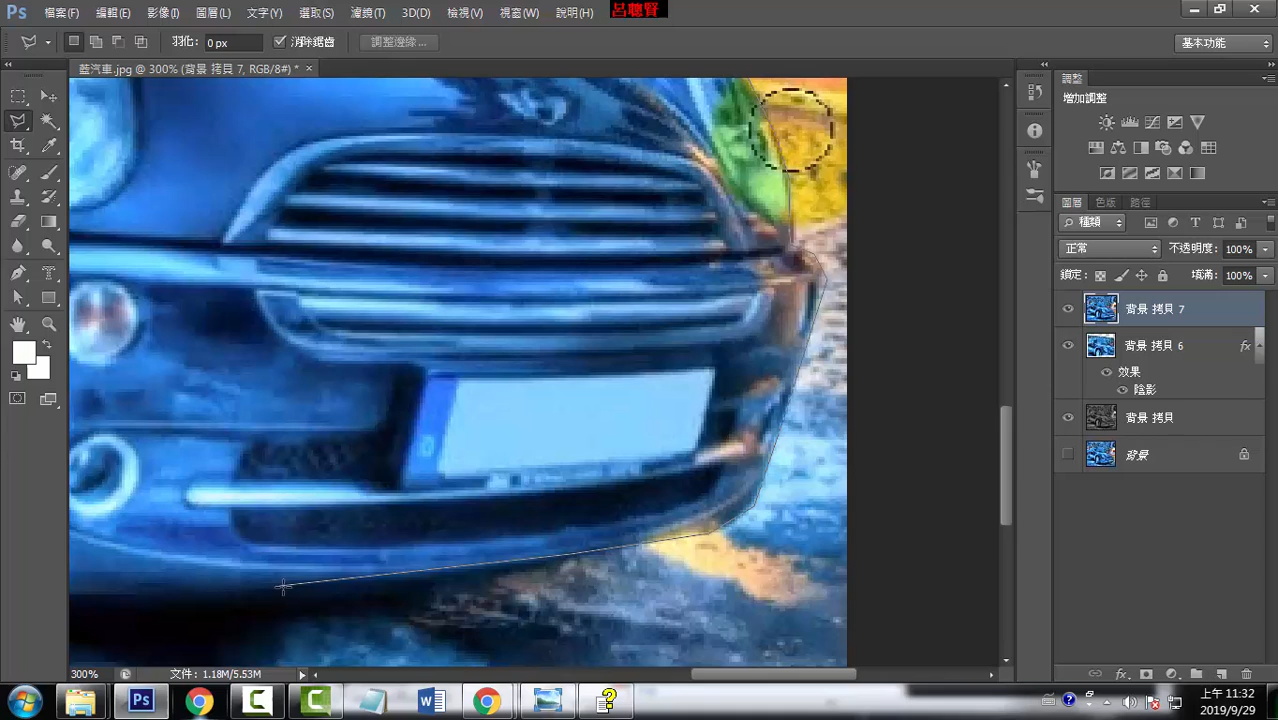 Ps 檔案(F) 編輯(E) 影像(I) 圖層(L) 文字(Y) 選取(S) 濾鏡(T) 3D(D) 檢視(V) 視窗(W) 說明(H) 呂聰賢
羽化: 0 px 消除鋸齒 調整邊緣... 基本功能
藍汽車.jpg @ 300% (背景 拷貝 7, RGB/8#) * ×
調整
增加調整
圖層 色版 路徑
種類
正常 不透明度: 100%
鎖定: 填滿: 100%
背景 拷貝 7
背景 拷貝 6 fx
效果
陰影
背景 拷貝
背景
300% 文件: 1.18M/5.53M
上午 11:32
2019/9/29